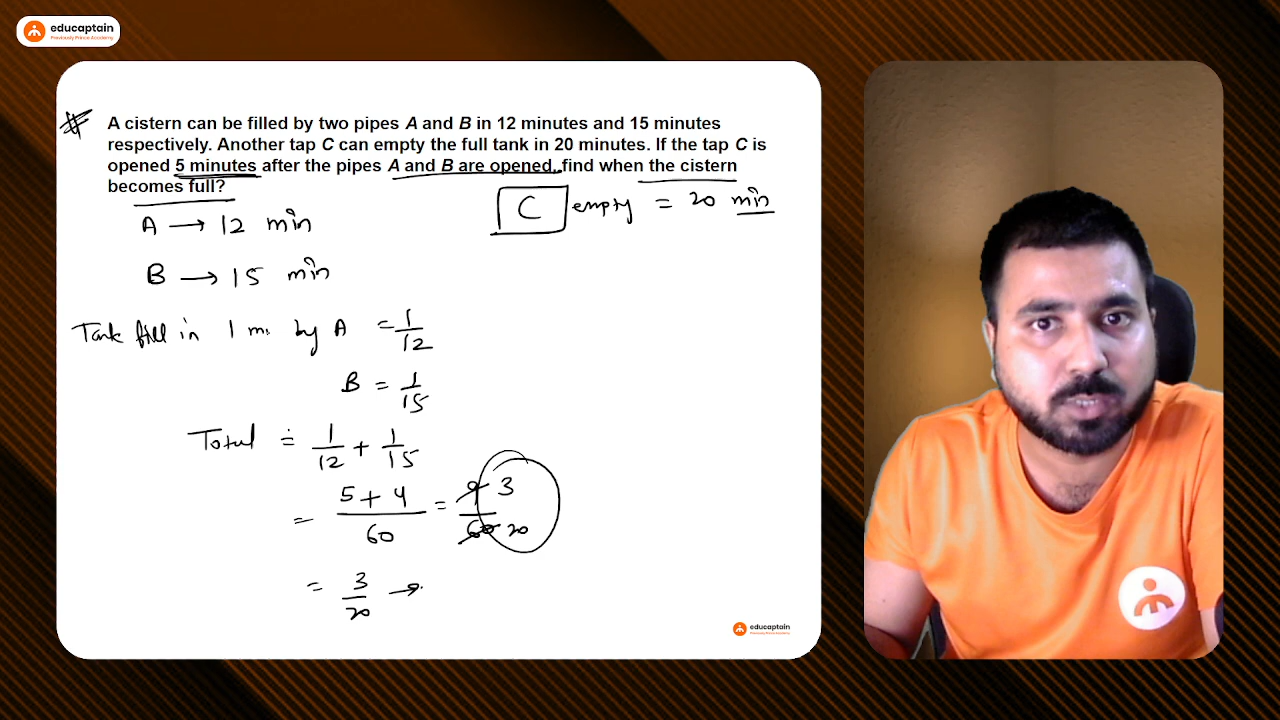 educaptain
Previously Prince Academy
A cistern can be filled by two pipes A and B in 12 minutes and 15 minutes
respectively. Another tap C can empty the full tank in 20 minutes. If the tap C is
opened 5 minutes after the pipes A and B are opened, find when the cistern
becomes full?
C empty = 20 min
A → 12 min
B → 15 min
Tank fill in 1 m. by A = 1/12
B = 1/15
Total = 1/12 + 1/15
= 5 + 4 / 60 = 9 3 / 60 20
= 3/20 →
educaptain
Previously Prince Academy